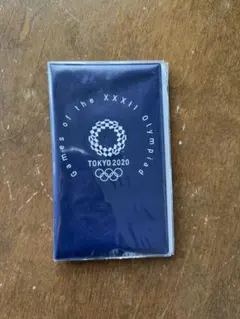 Games of the XXXII Olympiad
TOKYO 2020